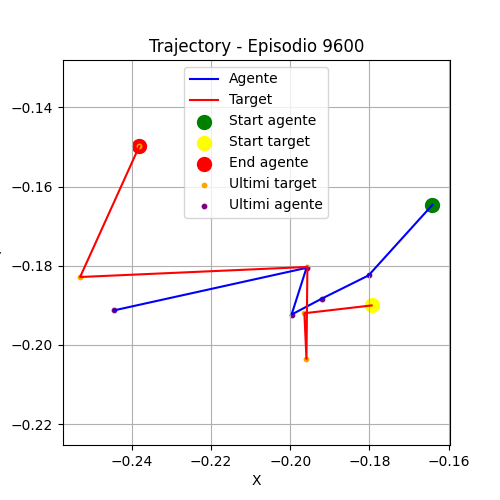 Trajectory - Episodio 9600
Agente
Target
Start agente
Start target
End agente
Ultimi target
Ultimi agente
−0.14
−0.16
−0.18
−0.20
−0.22
−0.24
−0.22
−0.20
−0.18
−0.16
X